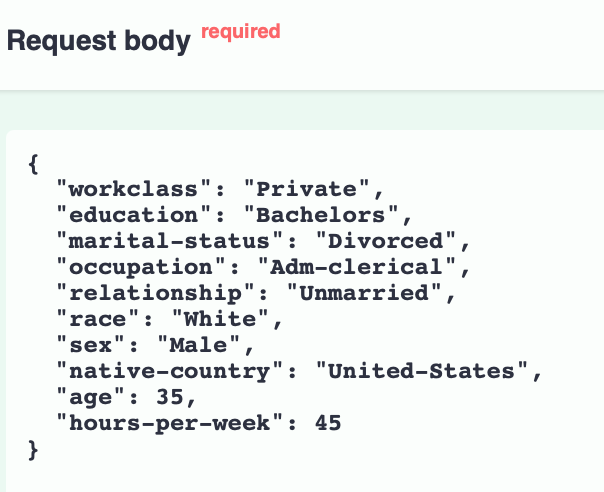 Request body required
{
"workclass": "Private",
"education": "Bachelors",
"marital-status": "Divorced",
"occupation": "Adm-clerical",
"relationship": "Unmarried",
"race": "White",
"sex": "Male",
"native-country": "United-States",
"age": 35,
"hours-per-week": 45
}